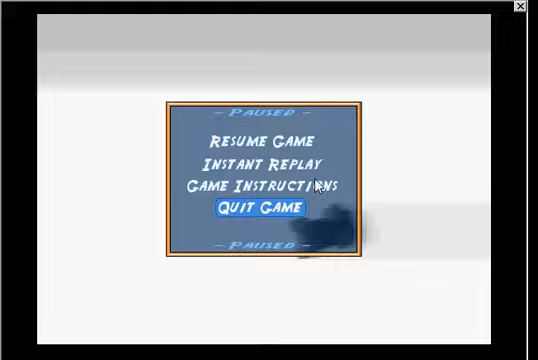 - PAUSED -
RESUME GAME
INSTANT REPLAY
GAME INSTRUCTIONS
QUIT GAME
- PAUSED -